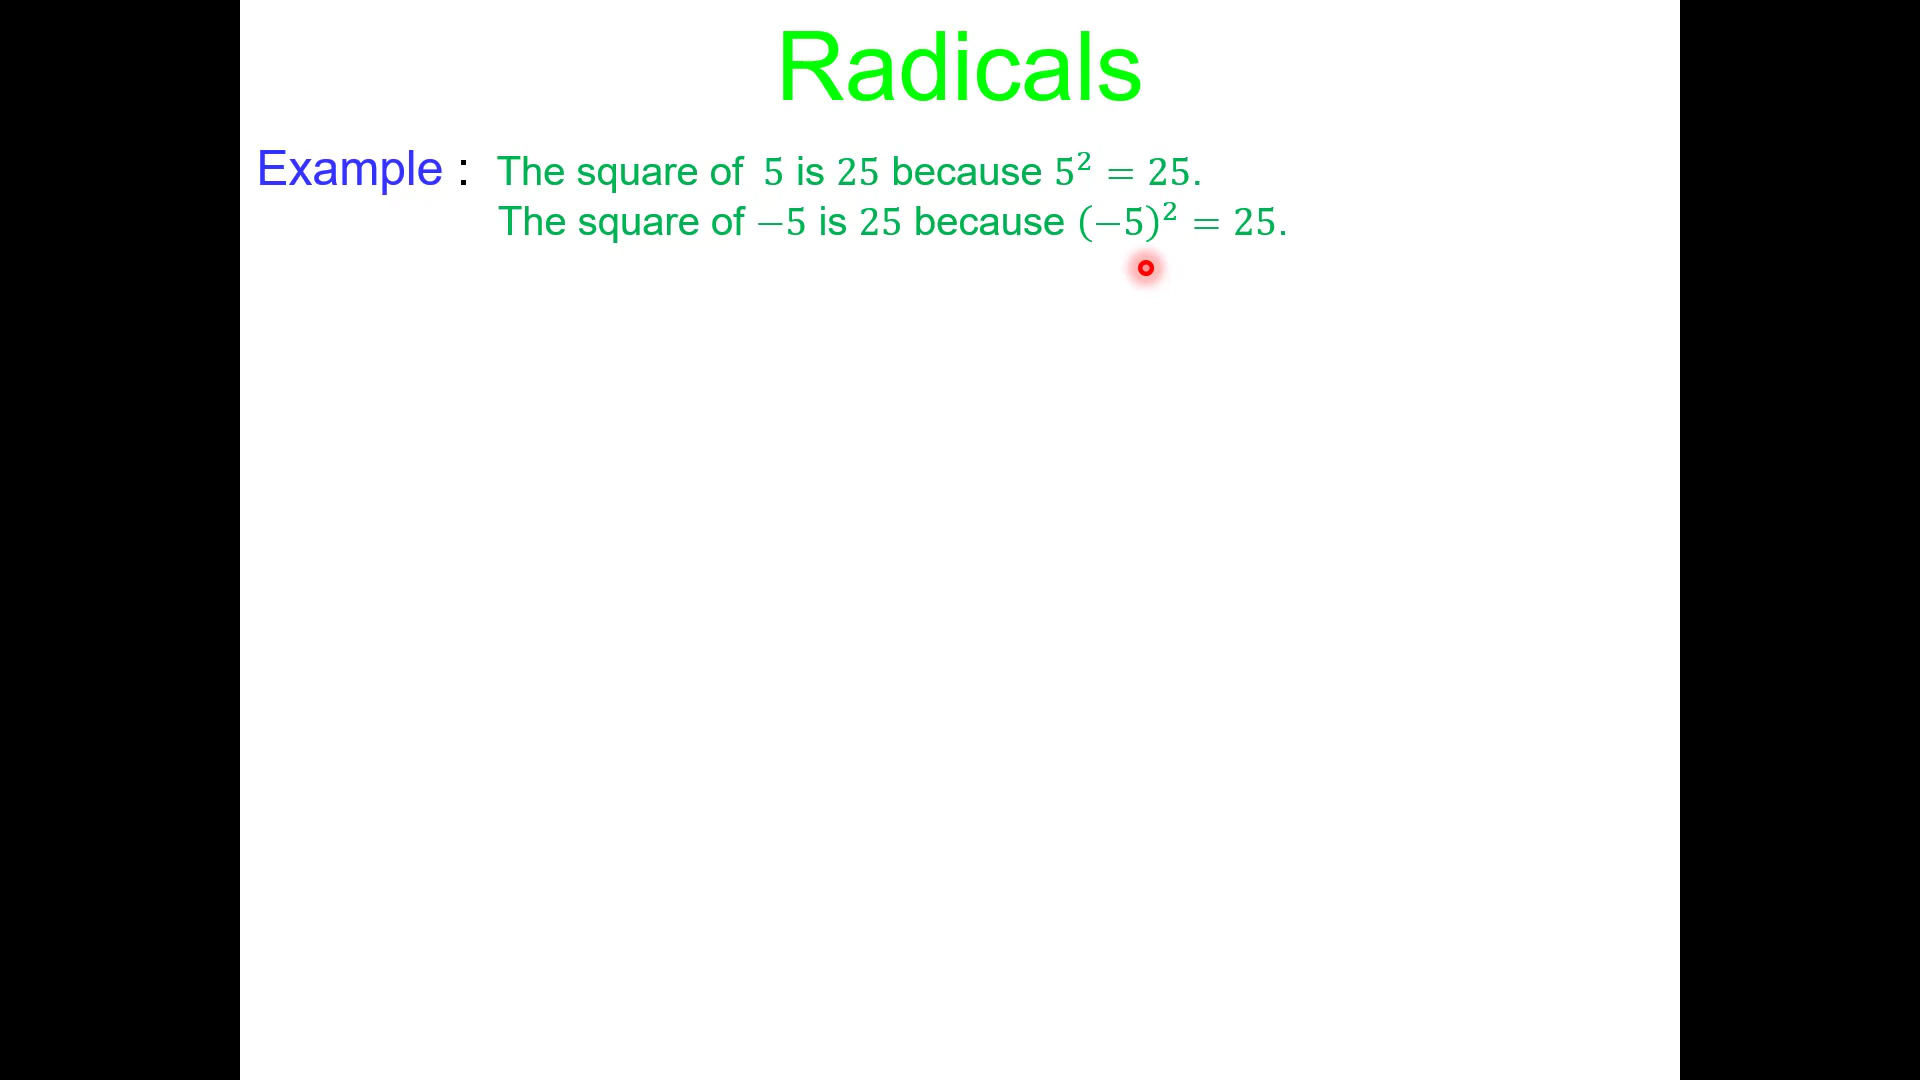 Radicals
Example : The square of 5 is 25 because 5² = 25.
The square of −5 is 25 because (−5)² = 25.